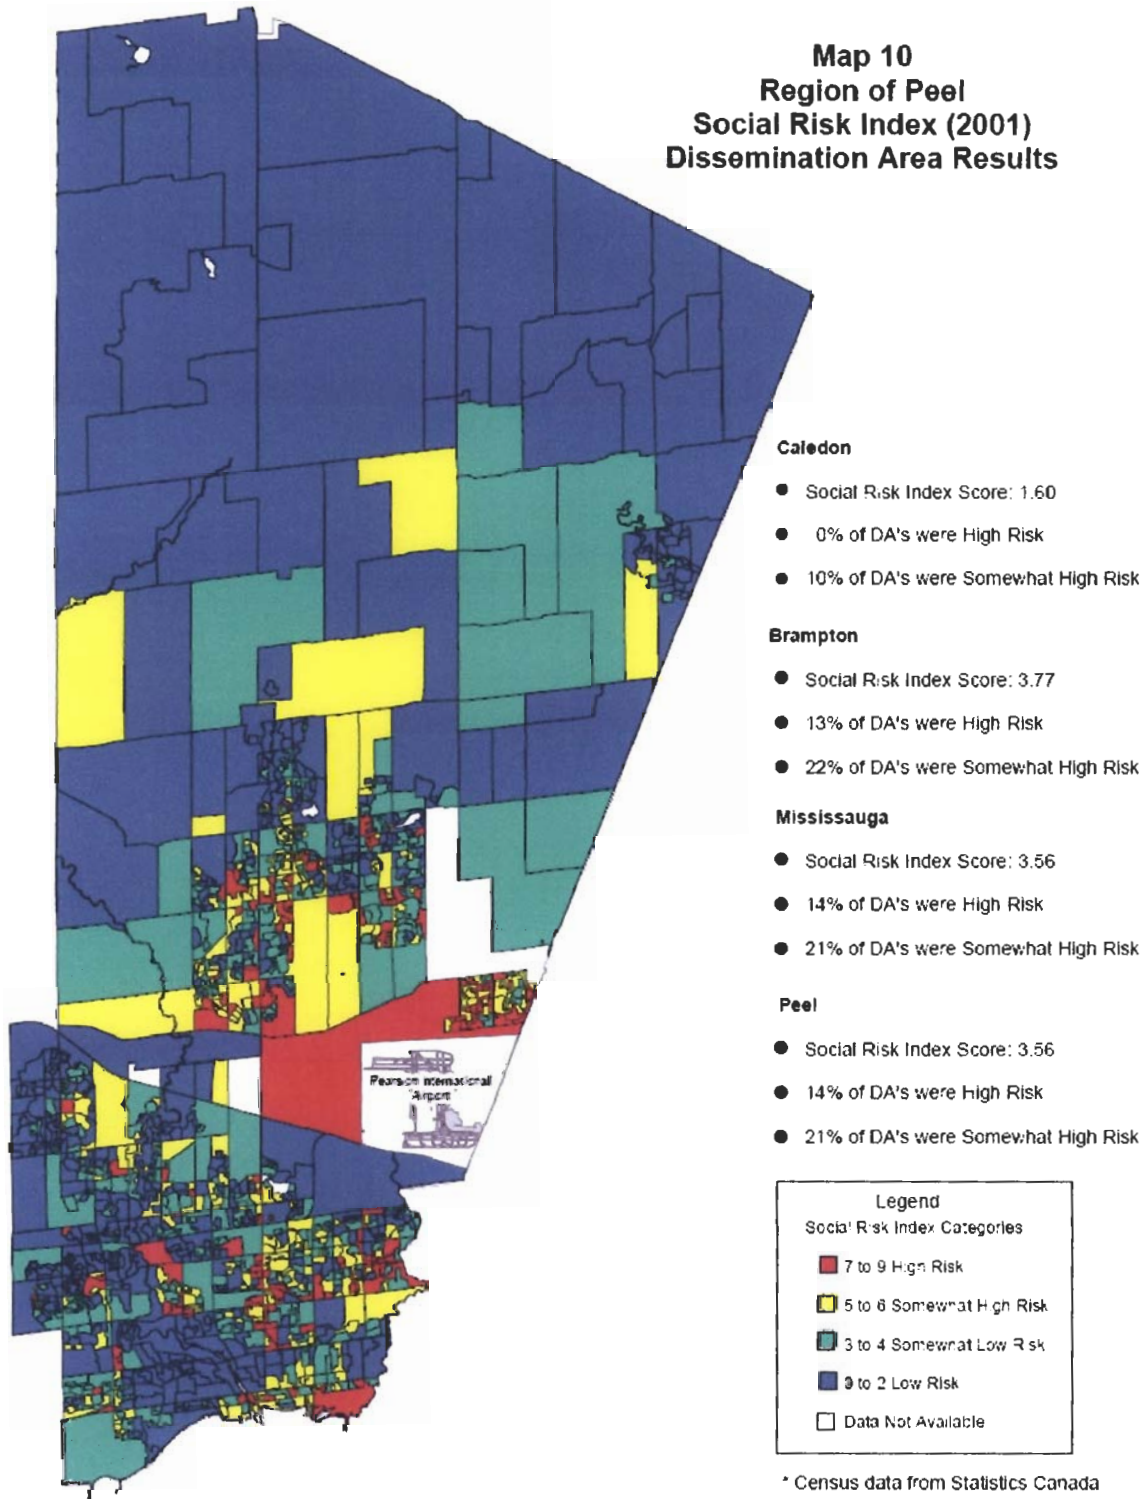 Map 10
Region of Peel
Social Risk Index (2001)
Dissemination Area Results
Caledon
● Social Risk Index Score: 1.60
● 0% of DA's were High Risk
● 10% of DA's were Somewhat High Risk
Brampton
● Social Risk Index Score: 3.77
● 13% of DA's were High Risk
● 22% of DA's were Somewhat High Risk
Mississauga
● Social Risk Index Score: 3.56
● 14% of DA's were High Risk
● 21% of DA's were Somewhat High Risk
Peel
● Social Risk Index Score: 3.56
● 14% of DA's were High Risk
● 21% of DA's were Somewhat High Risk
Pearson International
Airport
Legend
Social Risk Index Categories
7 to 9 High Risk
5 to 6 Somewhat High Risk
3 to 4 Somewhat Low Risk
0 to 2 Low Risk
Data Not Available
* Census data from Statistics Canada